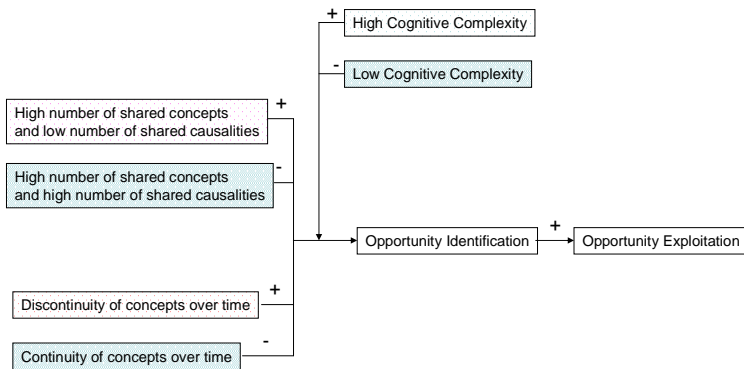 +
High Cognitive Complexity
-
Low Cognitive Complexity
+
High number of shared concepts
and low number of shared causalities
-
High number of shared concepts
and high number of shared causalities
Opportunity Identification
+
Opportunity Exploitation
+
Discontinuity of concepts over time
-
Continuity of concepts over time